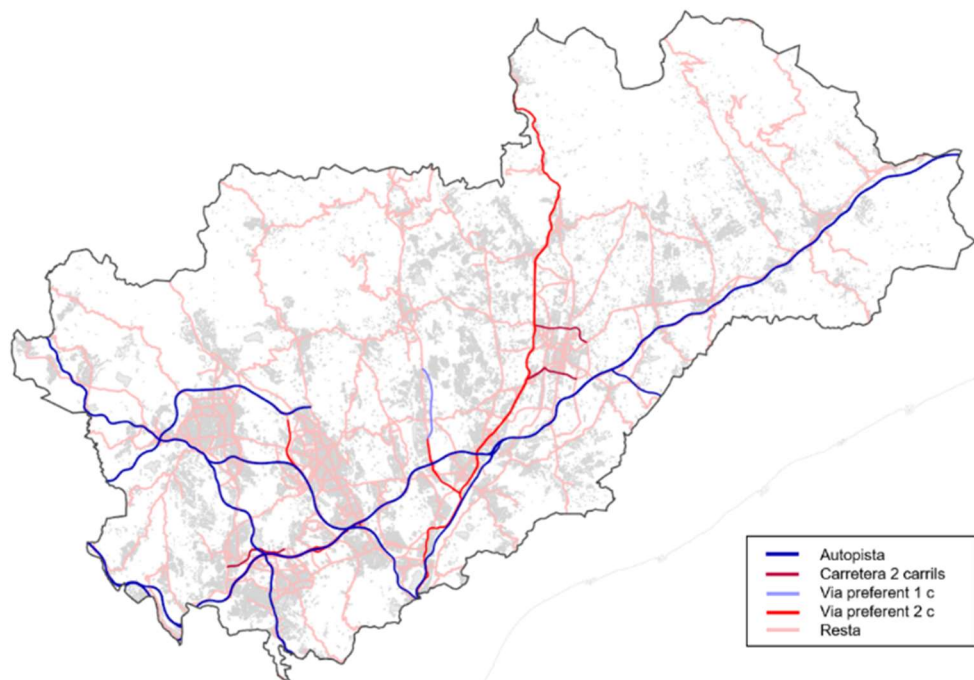 Autopista
Carretera 2 carrils
Via preferent 1 c
Via preferent 2 c
Resta